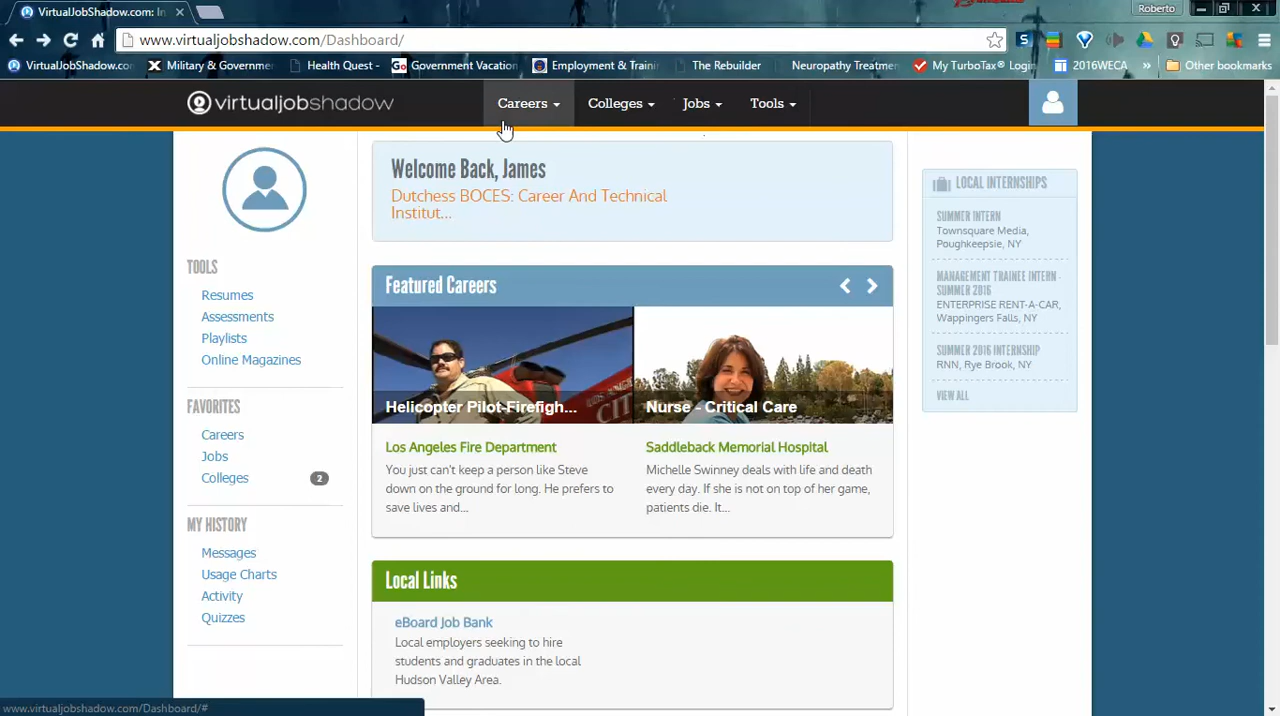 VirtualJobShadow.com: In
Roberto
www.virtualjobshadow.com/Dashboard/
VirtualJobShadow.co
Military & Governme
Health Quest -
Go Government Vacation
Employment & Traini
The Rebuilder
Neuropathy Treatme
My TurboTax® Login
2016WECA
»
Other bookmarks
virtualjobshadow
Careers
Colleges
Jobs
Tools
Welcome Back, James
Dutchess BOCES: Career And Technical
Institut...
TOOLS
Resumes
Assessments
Playlists
Online Magazines
FAVORITES
Careers
Jobs
Colleges 2
MY HISTORY
Messages
Usage Charts
Activity
Quizzes
Featured Careers
Helicopter Pilot-Firefigh...
Los Angeles Fire Department
You just can't keep a person like Steve
down on the ground for long. He prefers to
save lives and...
Nurse - Critical Care
Saddleback Memorial Hospital
Michelle Swinney deals with life and death
every day. If she is not on top of her game,
patients die. It...
Local Links
eBoard Job Bank
Local employers seeking to hire
students and graduates in the local
Hudson Valley Area.
LOCAL INTERNSHIPS
SUMMER INTERN
Townsquare Media,
Poughkeepsie, NY
MANAGEMENT TRAINEE INTERN -
SUMMER 2016
ENTERPRISE RENT-A-CAR,
Wappingers Falls, NY
SUMMER 2016 INTERNSHIP
RNN, Rye Brook, NY
VIEW ALL
www.virtualjobshadow.com/Dashboard/#